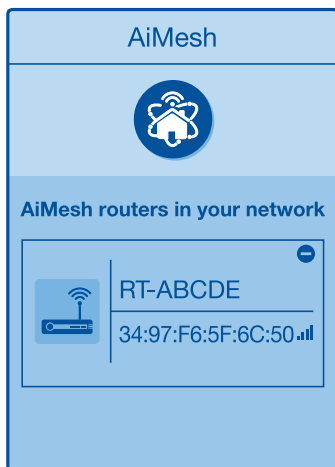 AiMesh
AiMesh routers in your network
RT-ABCDE
34:97:F6:5F:6C:50